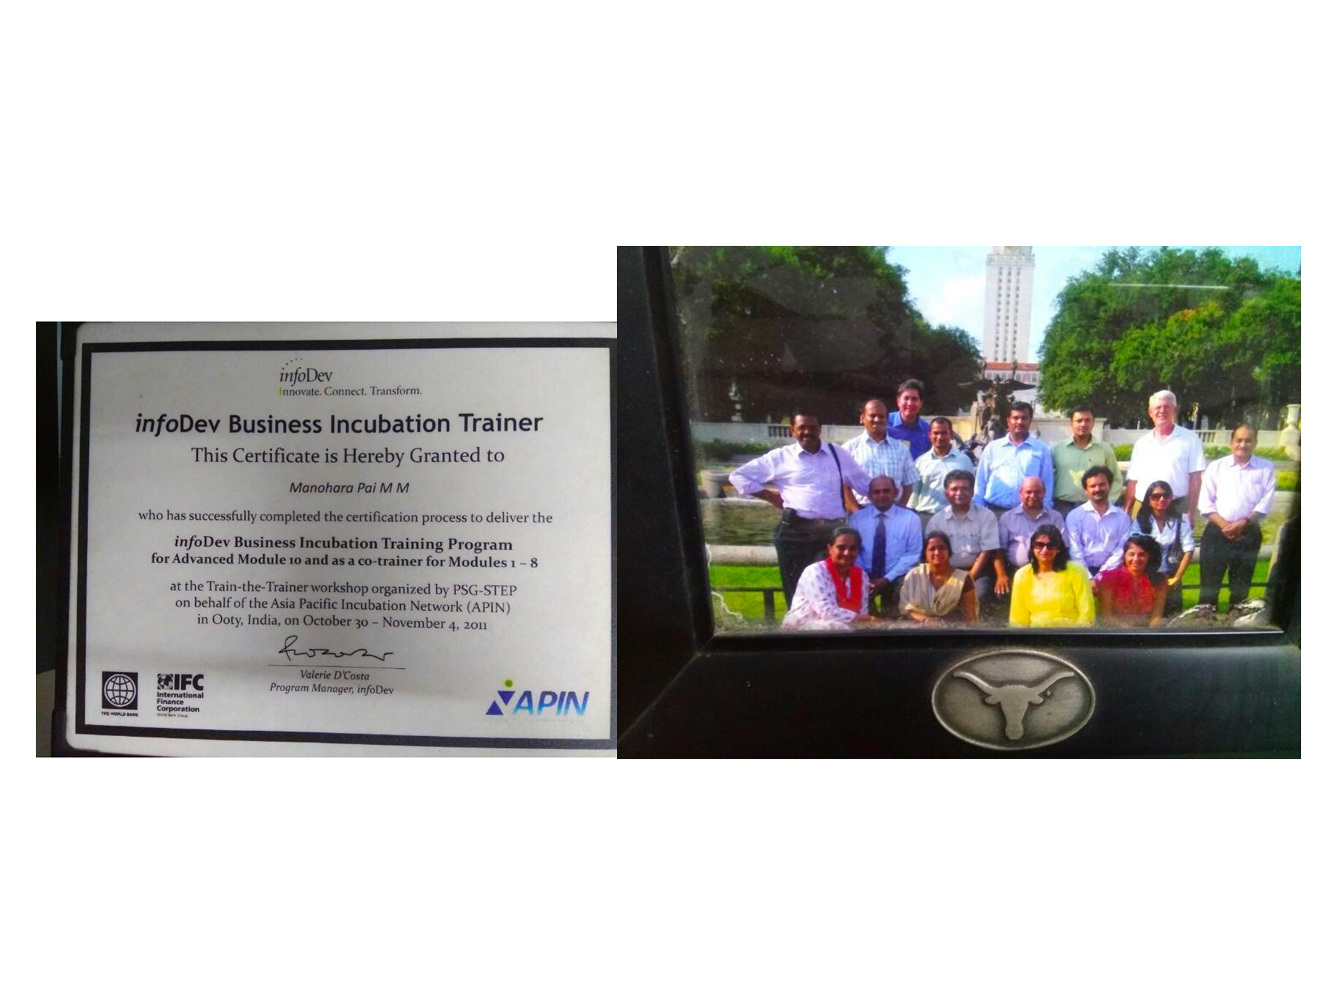 infoDev
Innovate. Connect. Transform.
infoDev Business Incubation Trainer
This Certificate is Hereby Granted to
Manohara Pai M M
who has successfully completed the certification process to deliver the
infoDev Business Incubation Training Program
for Advanced Module 10 and as a co-trainer for Modules 1 – 8
at the Train-the-Trainer workshop organized by PSG-STEP
on behalf of the Asia Pacific Incubation Network (APIN)
in Ooty, India, on October 30 – November 4, 2011
Valerie D'Costa
Program Manager, infoDev
THE WORLD BANK
IFC
International
Finance
Corporation
World Bank Group
APIN